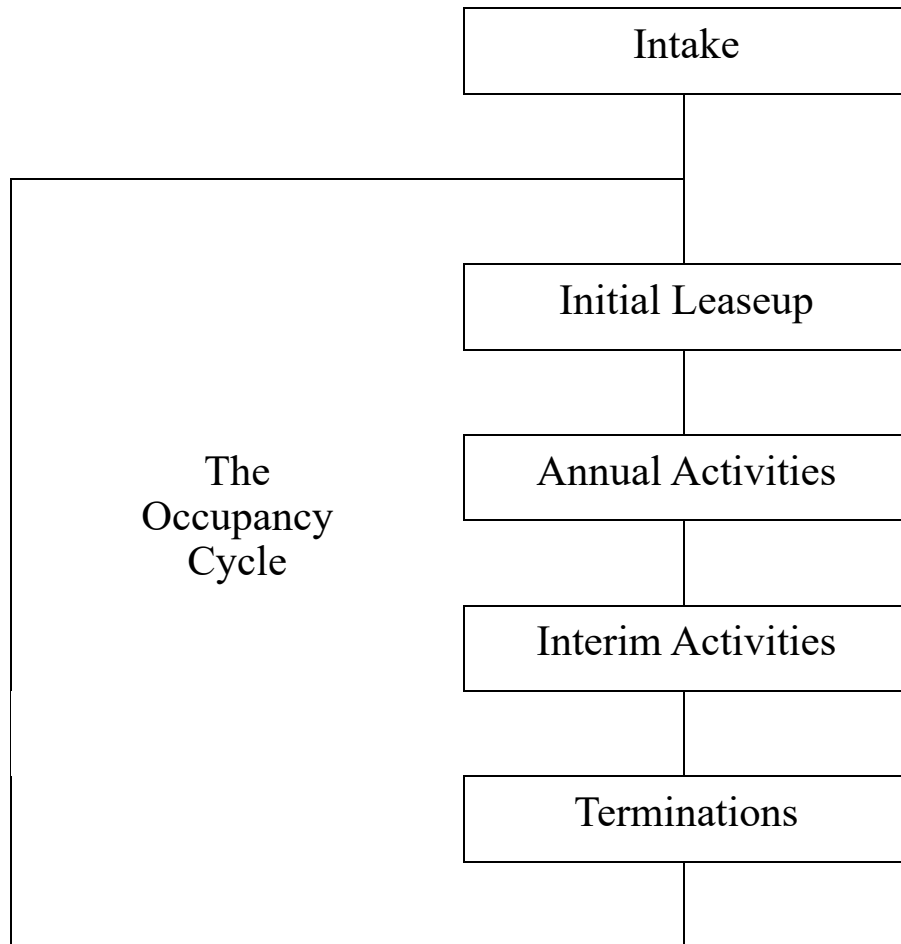 Intake
Initial Leaseup
Annual Activities
The
Occupancy
Cycle
Interim Activities
Terminations